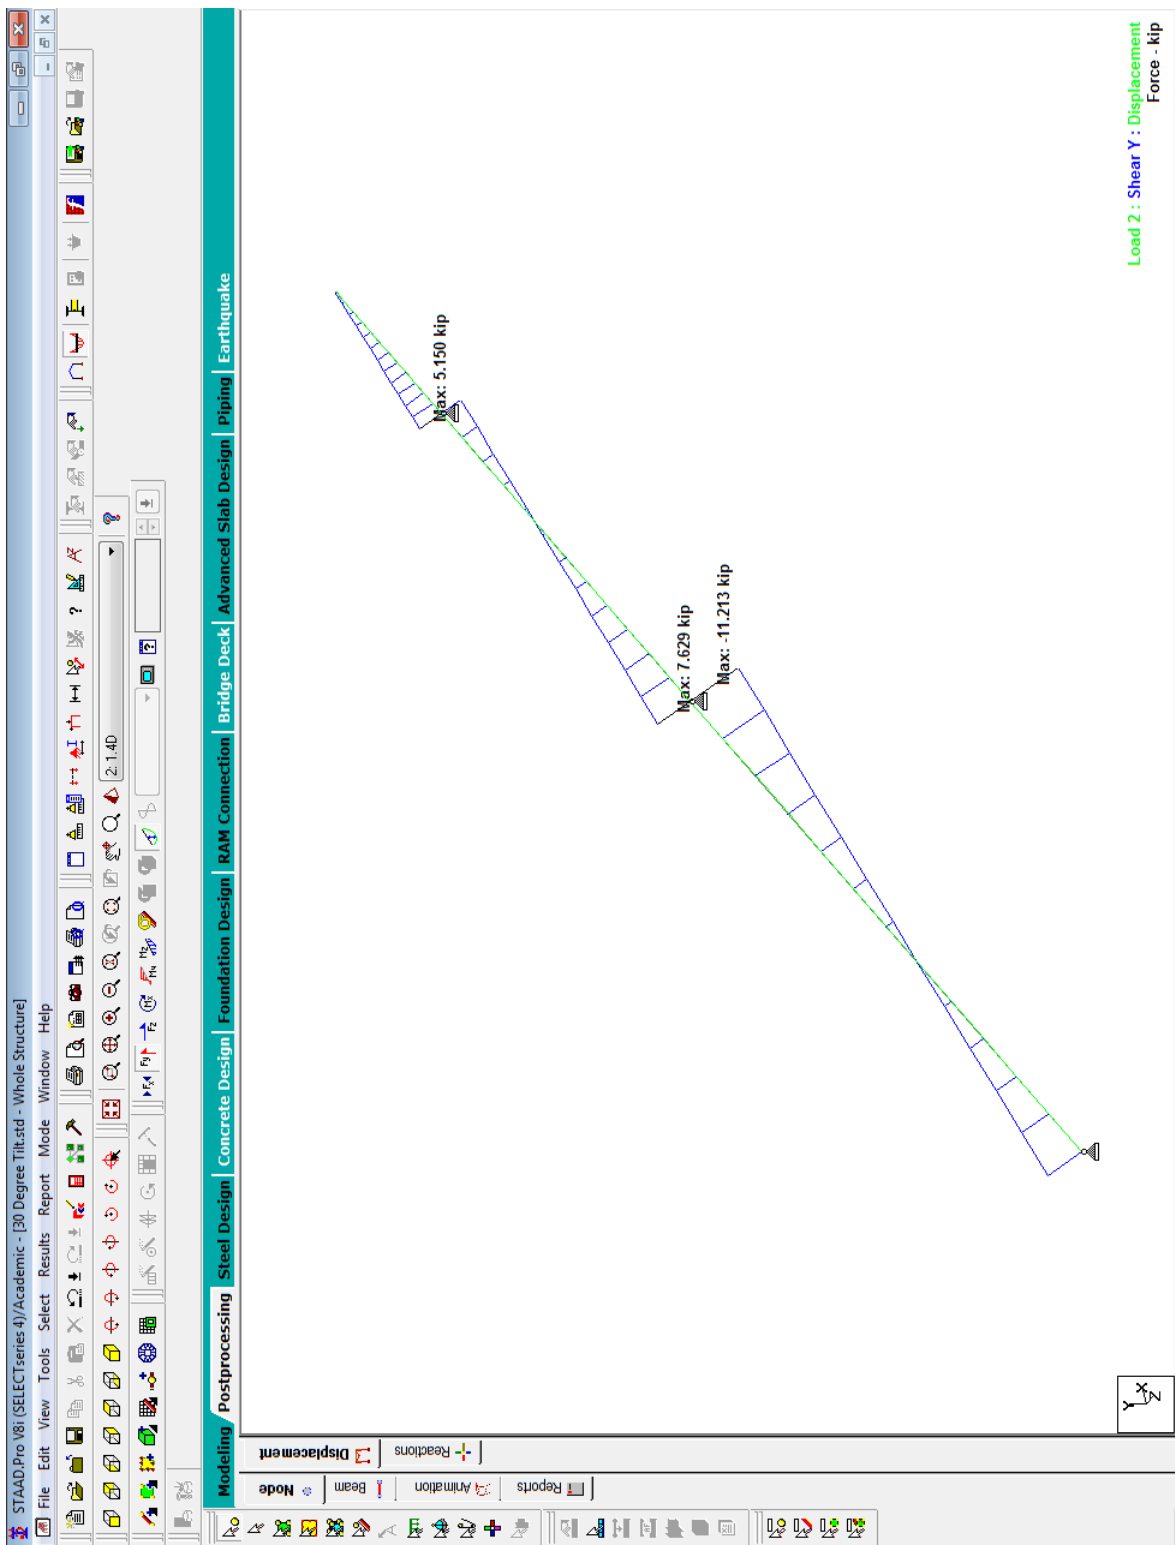 STAAD.Pro V8i (SELECTseries 4)/Academic - [30 Degree Tilt.std - Whole Structure]
File Edit View Tools Select Results Report Mode Window Help
2: 1.4D
Modeling Postprocessing Steel Design Concrete Design Foundation Design RAM Connection Bridge Deck Advanced Slab Design Piping Earthquake
Node Beam Animation Reports
Displacement Reactions
Max: 5.150 kip
Max: 7.629 kip
Max: -11.213 kip
Y
X
Z
Load 2 : Shear Y : Displacement
Force - kip